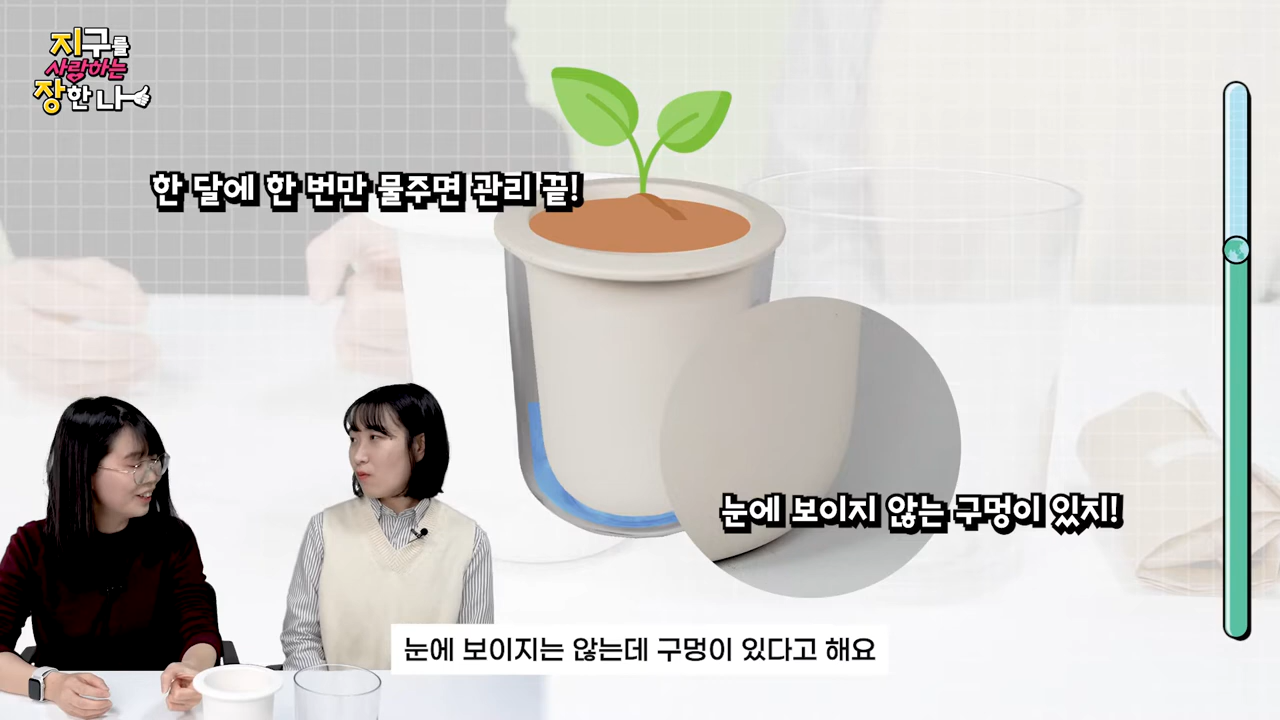 지구를
사람하는
장한 나
한 달에 한 번만 물주면 관리 끝!
눈에 보이지 않는 구멍이 있지!
눈에 보이지는 않는데 구멍이 있다고 해요